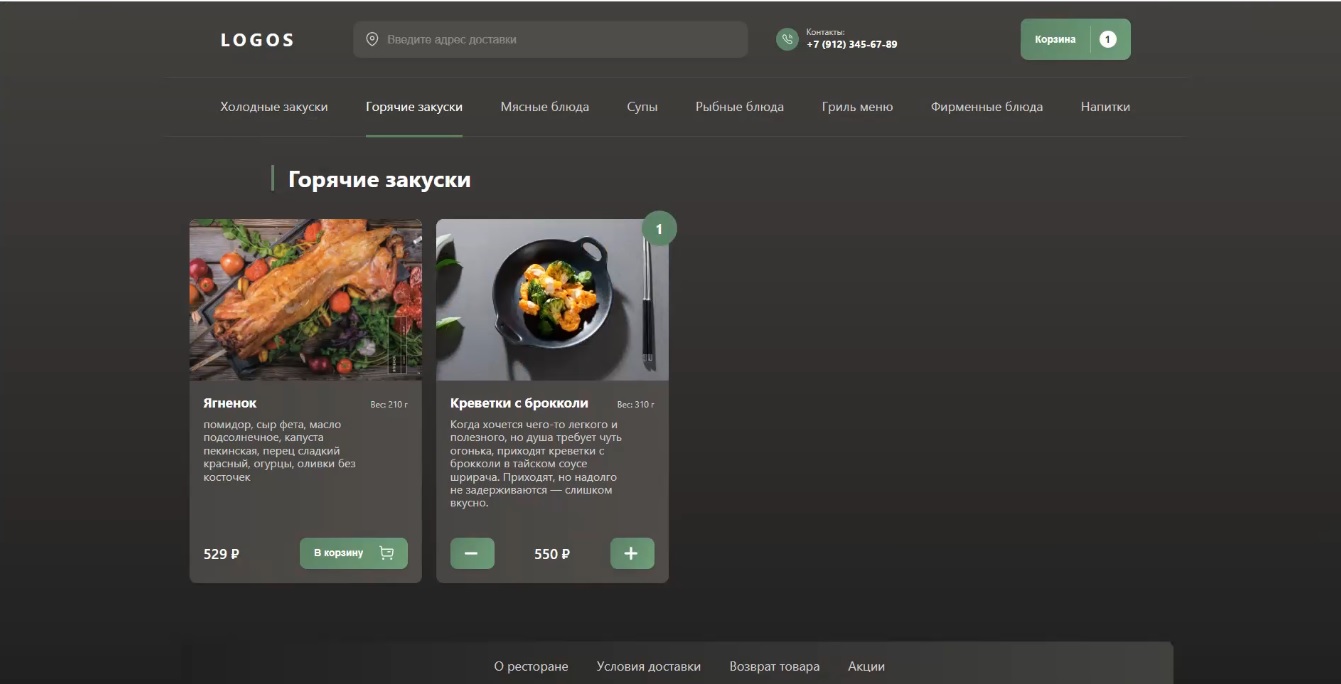 LOGOS
Введите адрес доставки
Контакты:
+7 (912) 345-67-89
Корзина
1
Холодные закуски
Горячие закуски
Мясные блюда
Супы
Рыбные блюда
Гриль меню
Фирменные блюда
Напитки
Горячие закуски
Ягненок
Вес: 210 г
помидор, сыр фета, масло
подсолнечное, капуста
пекинская, перец сладкий
красный, огурцы, оливки без
косточек
529 ₽
В корзину
1
Креветки с брокколи
Вес: 310 г
Когда хочется чего-то легкого и
полезного, но душа требует чуть
огонька, приходят креветки с
брокколи в тайском соусе
шрирача. Приходят, но надолго
не задерживаются — слишком
вкусно.
550 ₽
О ресторане
Условия доставки
Возврат товара
Акции